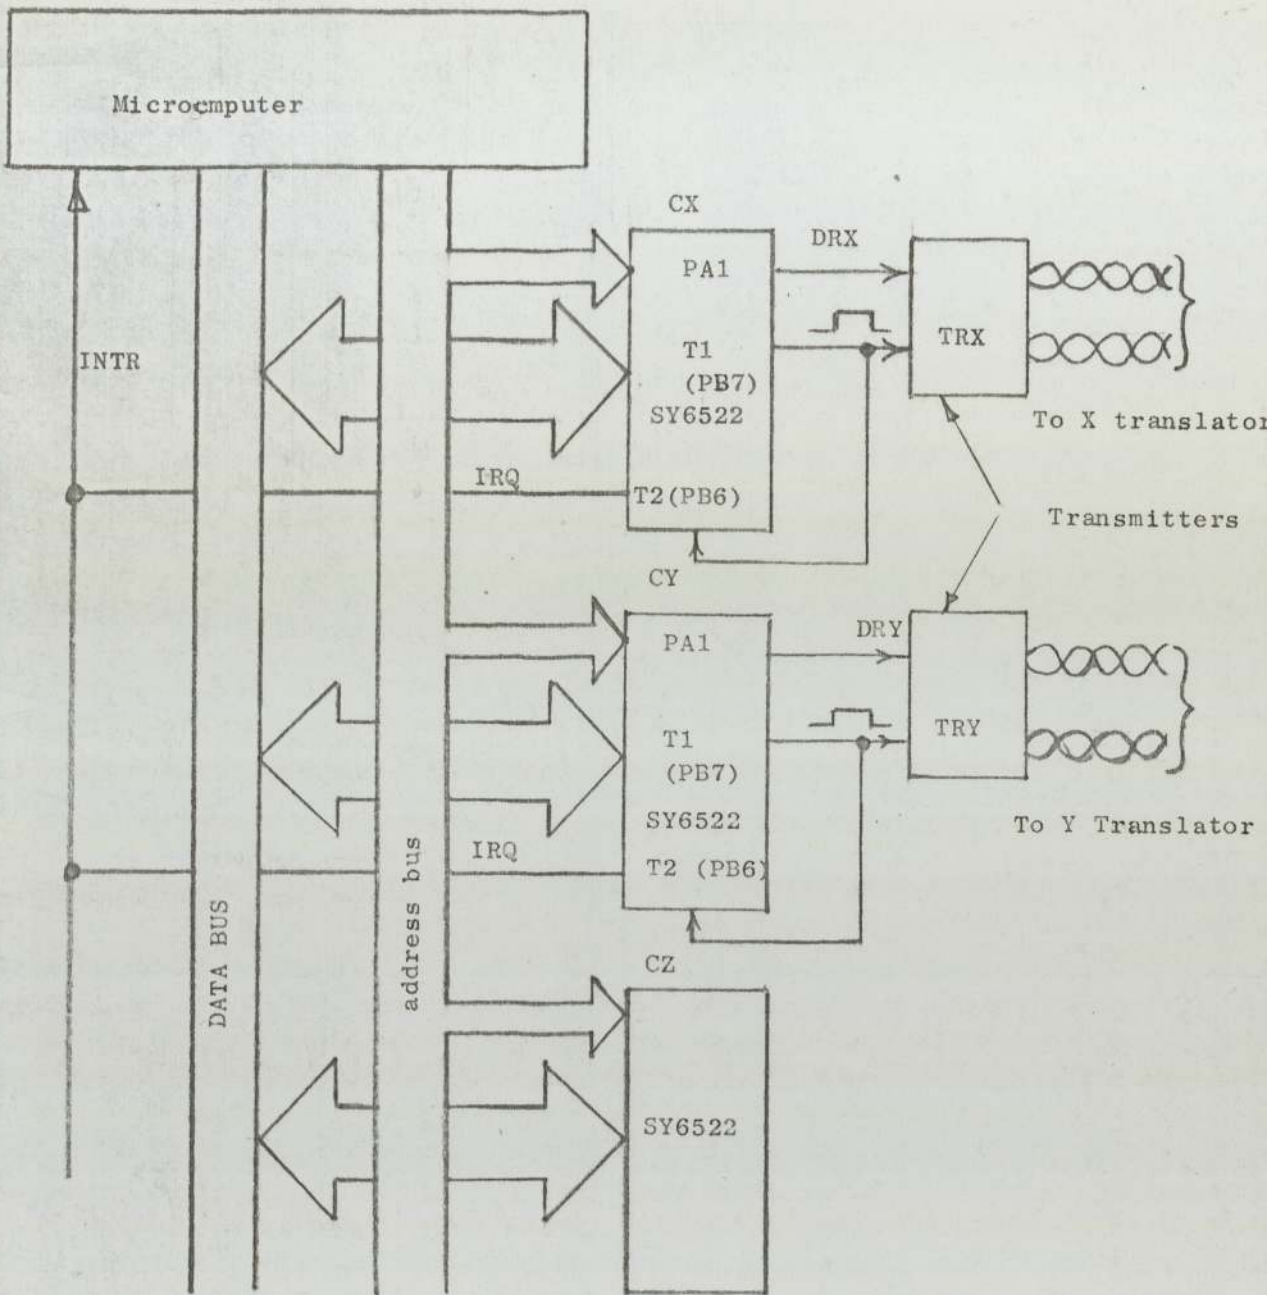 Microcmputer
CX
DRX
PA1
INTR
T1
(PB7)
SY6522
TRX
To X translator
IRQ
T2(PB6)
Transmitters
CY
PA1
DRY
T1
(PB7)
TRY
SY6522
To Y Translator
IRQ
T2 (PB6)
DATA BUS
address bus
CZ
SY6522